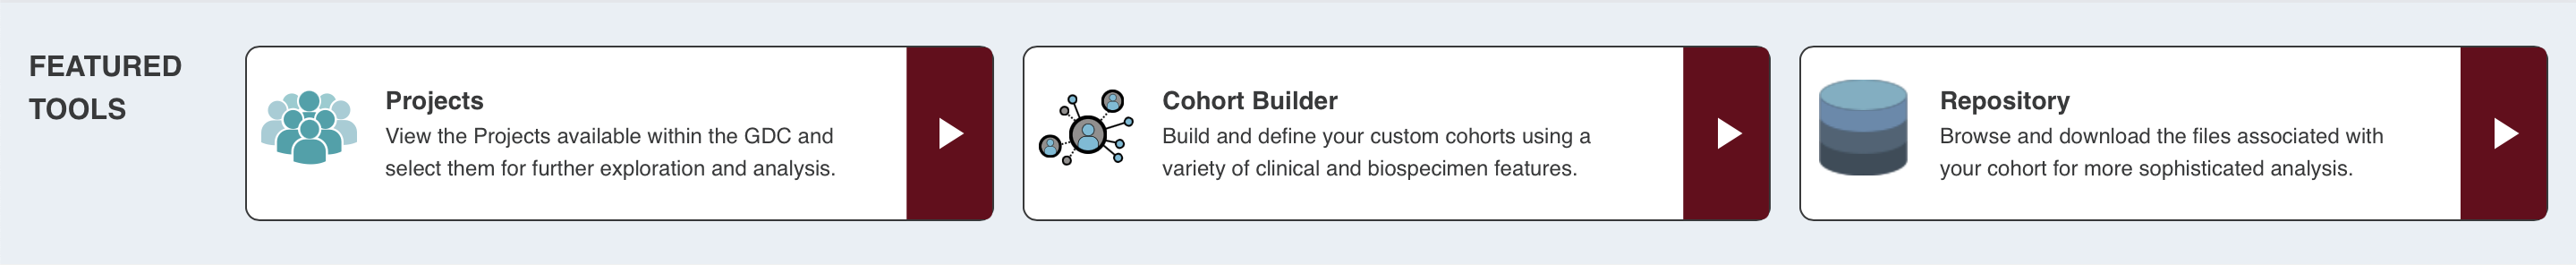 FEATURED
TOOLS
Projects
View the Projects available within the GDC and
select them for further exploration and analysis.
Cohort Builder
Build and define your custom cohorts using a
variety of clinical and biospecimen features.
Repository
Browse and download the files associated with
your cohort for more sophisticated analysis.